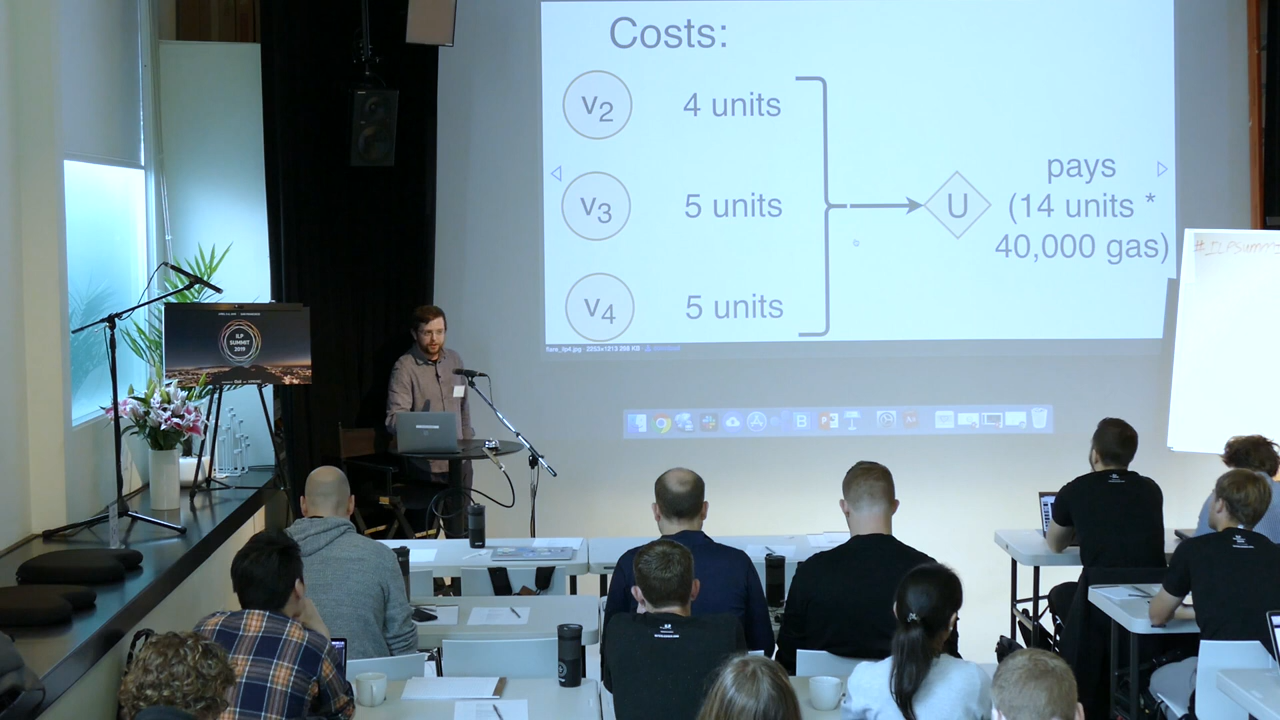 Costs:
v2 4 units
v3 5 units
v4 5 units
U
pays
(14 units *
40,000 gas)
#ILPSummi
ILP
SUMMIT
2019